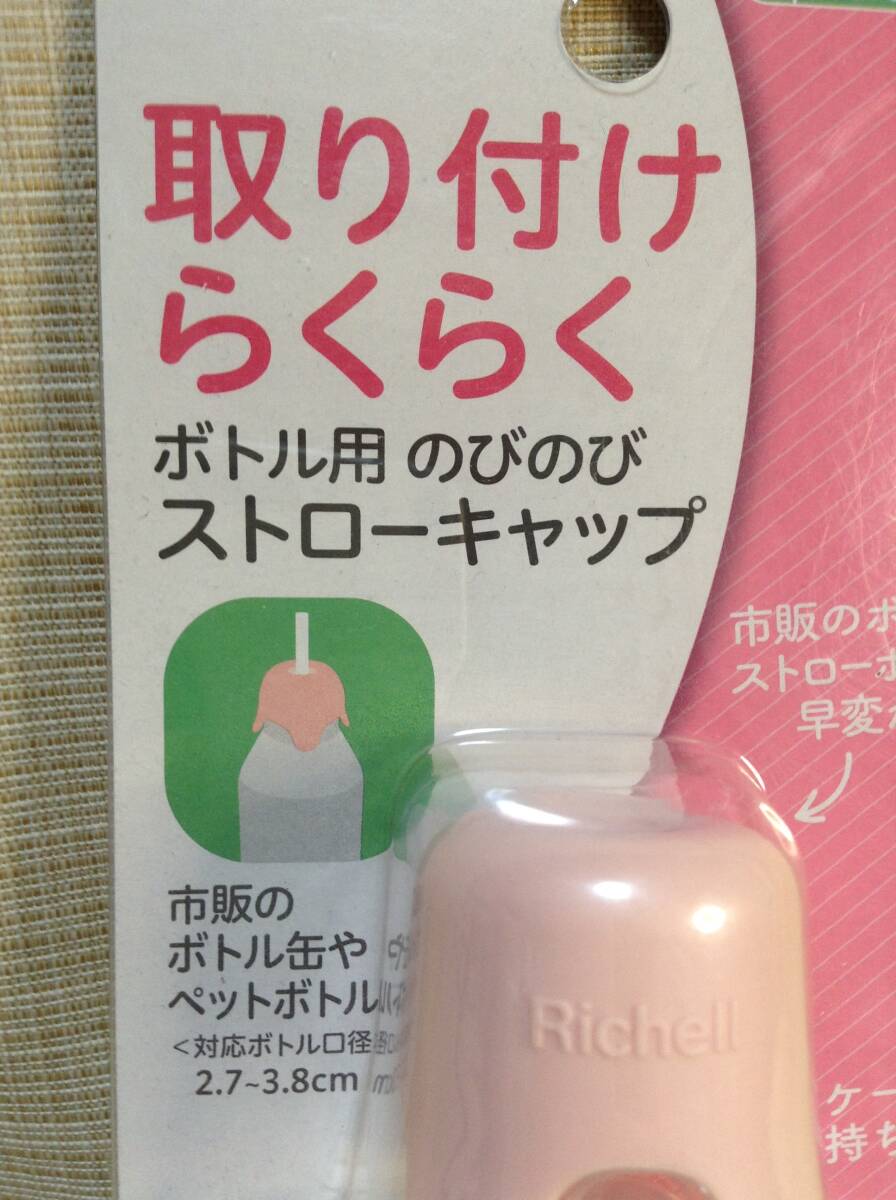 取り付け
らくらく
ボトル用 のびのび
ストローキャップ
市販の
ボトル缶や
ペットボトル
<対応ボトル口径
2.7~3.8cm
Richell
市販のボ
ストローボ
早変
ケー
持ち